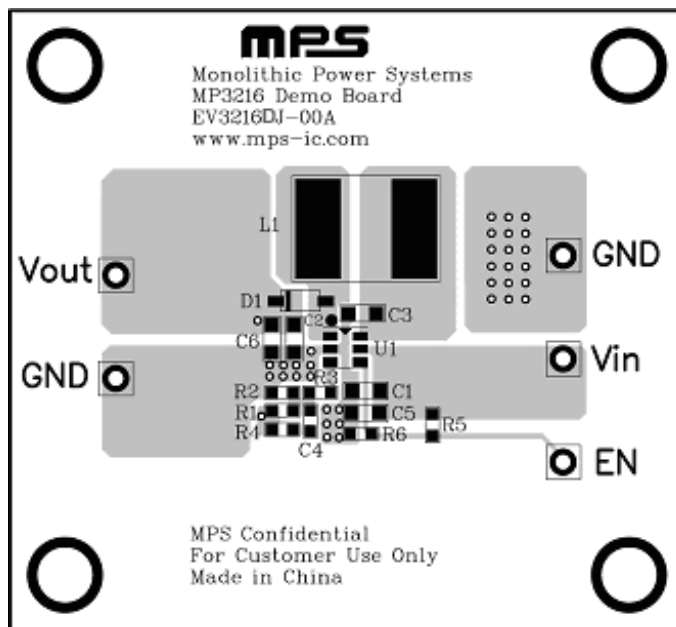 mps
Monolithic Power Systems
MP3216 Demo Board
EV3216DJ-00A
www.mps-ic.com
L1
Vout
GND
D1
C2
C3
C6
U1
Vin
GND
R2
R3
C1
R1
C5
R5
R4
C4
R6
EN
MPS Confidential
For Customer Use Only
Made in China